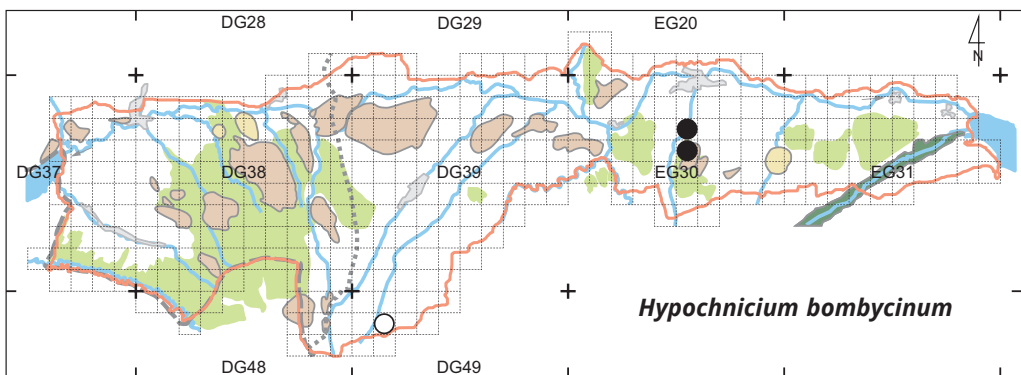 DG28 DG29 EG20
N
DG37 DG38 DG39 EG30 EG31
Hypochnicium bombycinum
DG48 DG49